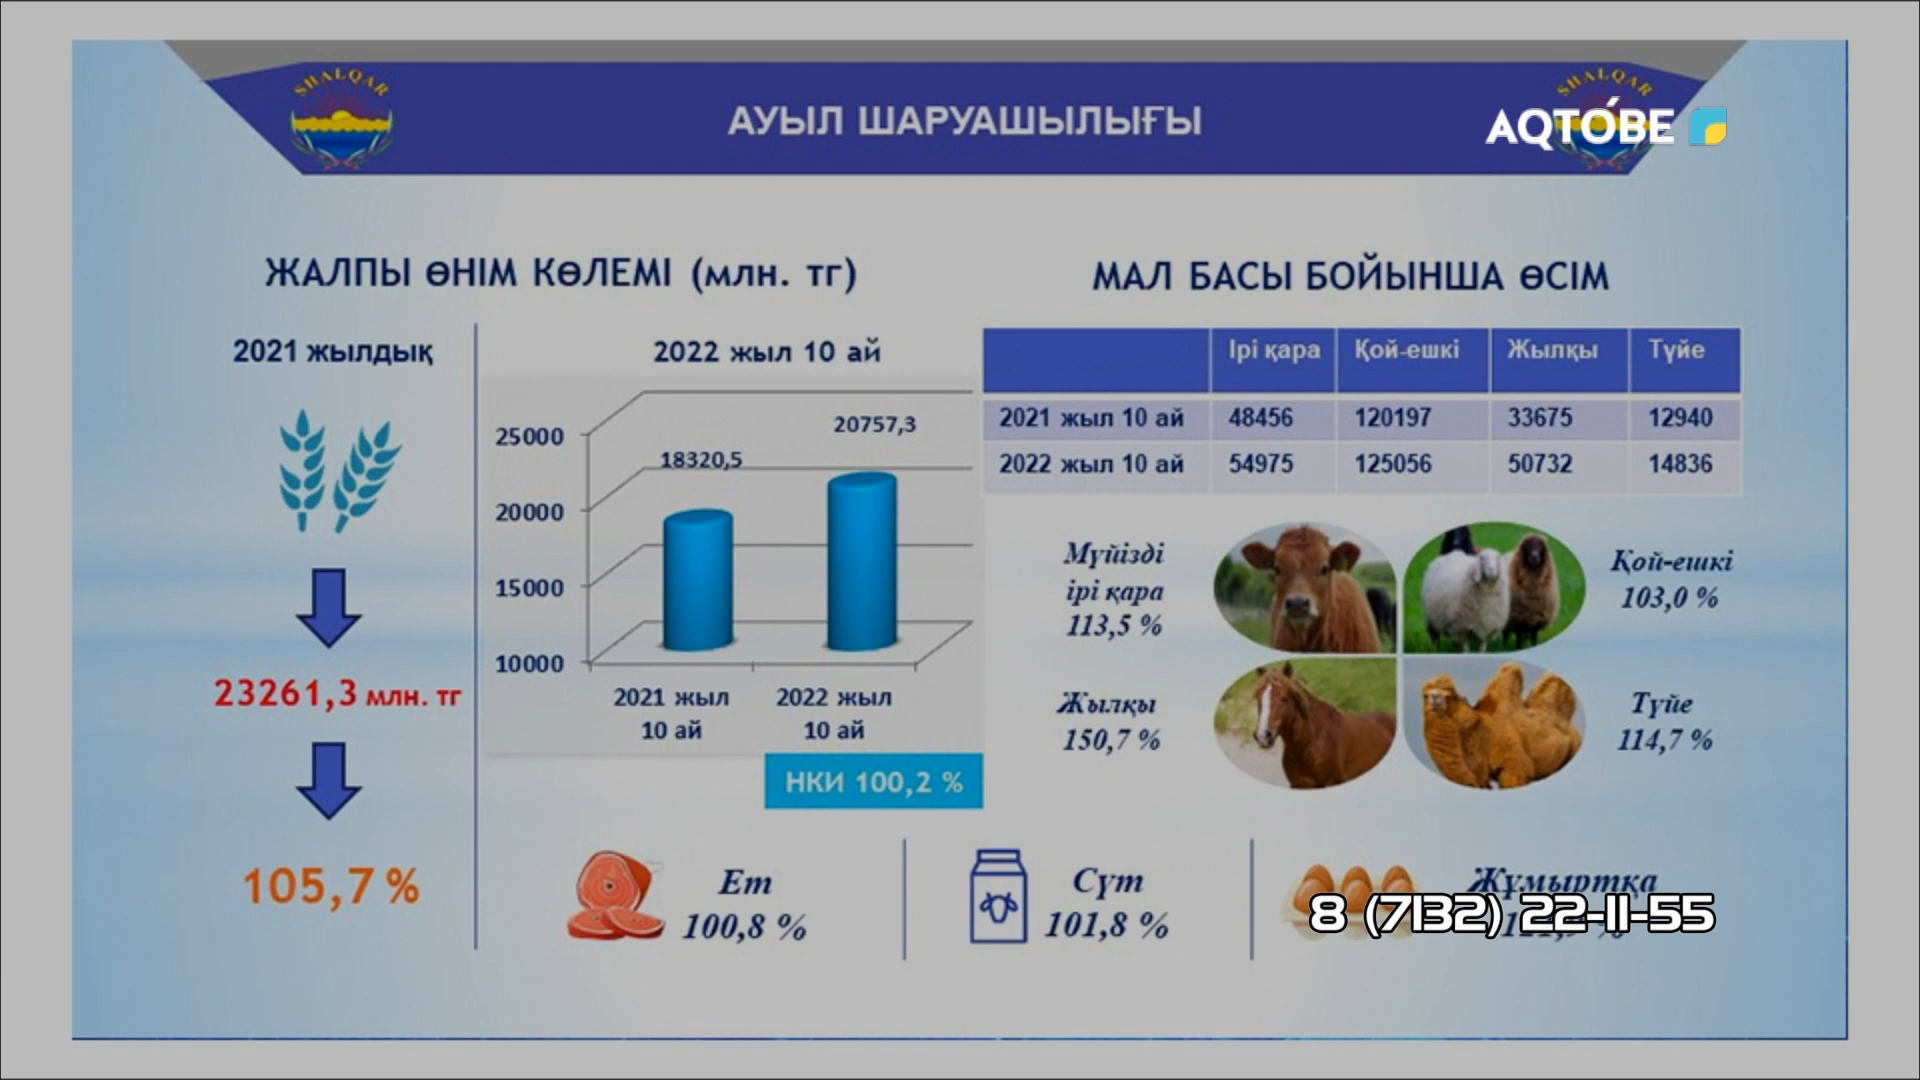 SHALQAR
SHALQAR
АУЫЛ ШАРУАШЫЛЫҒЫ
AQTÓBE
ЖАЛПЫ ӨНІМ КӨЛЕМІ (млн. тг)
2021 жылдық
23261,3 млн. тг
105,7 %
2022 жыл 10 ай
25000
20000
15000
10000
18320,5
20757,3
2021 жыл 10 ай
2022 жыл 10 ай
НКИ 100,2 %
МАЛ БАСЫ БОЙЫНША ӨСІМ
Ірі қара Қой-ешкі Жылқы Түйе
2021 жыл 10 ай 48456 120197 33675 12940
2022 жыл 10 ай 54975 125056 50732 14836
Мүйізді
ірі қара
113,5 %
Қой-ешкі
103,0 %
Жылқы
150,7 %
Түйе
114,7 %
Ет
100,8 %
Сүт
101,8 %
Жұмыртқа
8 (7132) 22-11-55